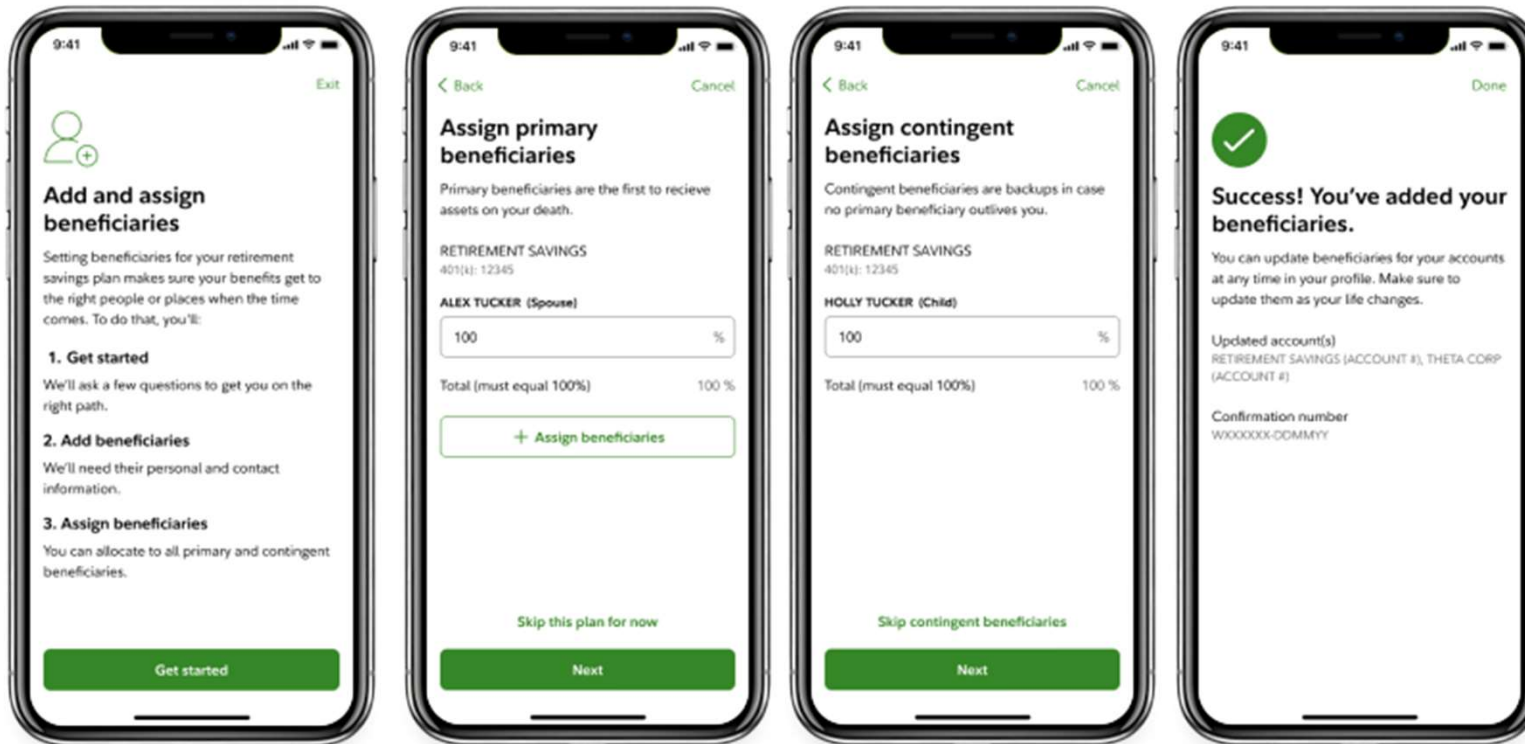 9:41
Exit
Add and assign
beneficiaries
Setting beneficiaries for your retirement
savings plan makes sure your benefits get to
the right people or places when the time
comes. To do that, you'll:
1. Get started
We'll ask a few questions to get you on the
right path.
2. Add beneficiaries
We'll need their personal and contact
information.
3. Assign beneficiaries
You can allocate to all primary and contingent
beneficiaries.
Get started
9:41
Back
Cancel
Assign primary
beneficiaries
Primary beneficiaries are the first to recieve
assets on your death.
RETIREMENT SAVINGS
401(k): 12345
ALEX TUCKER (Spouse)
100 %
Total (must equal 100%) 100 %
+ Assign beneficiaries
Skip this plan for now
Next
9:41
Back
Cancel
Assign contingent
beneficiaries
Contingent beneficiaries are backups in case
no primary beneficiary outlives you.
RETIREMENT SAVINGS
401(k): 12345
HOLLY TUCKER (Child)
100 %
Total (must equal 100%) 100 %
Skip contingent beneficiaries
Next
9:41
Done
Success! You've added your
beneficiaries.
You can update beneficiaries for your accounts
at any time in your profile. Make sure to
update them as your life changes.
Updated account(s)
RETIREMENT SAVINGS (ACCOUNT #), THETA CORP
(ACCOUNT #)
Confirmation number
WXXXXXX-DDMMYY